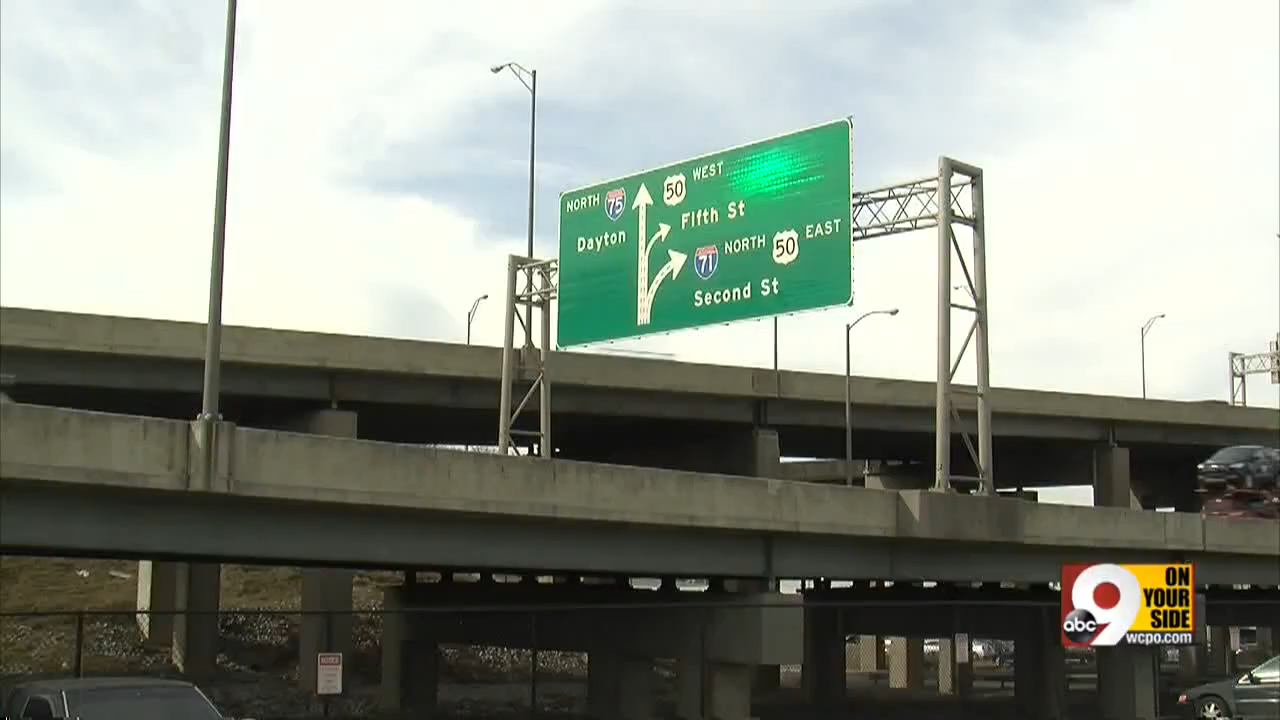 NORTH 75 50 WEST
Dayton
Fifth St
71 NORTH 50 EAST
Second St
NOTICE
abc 9 ON YOUR SIDE
wcpo.com